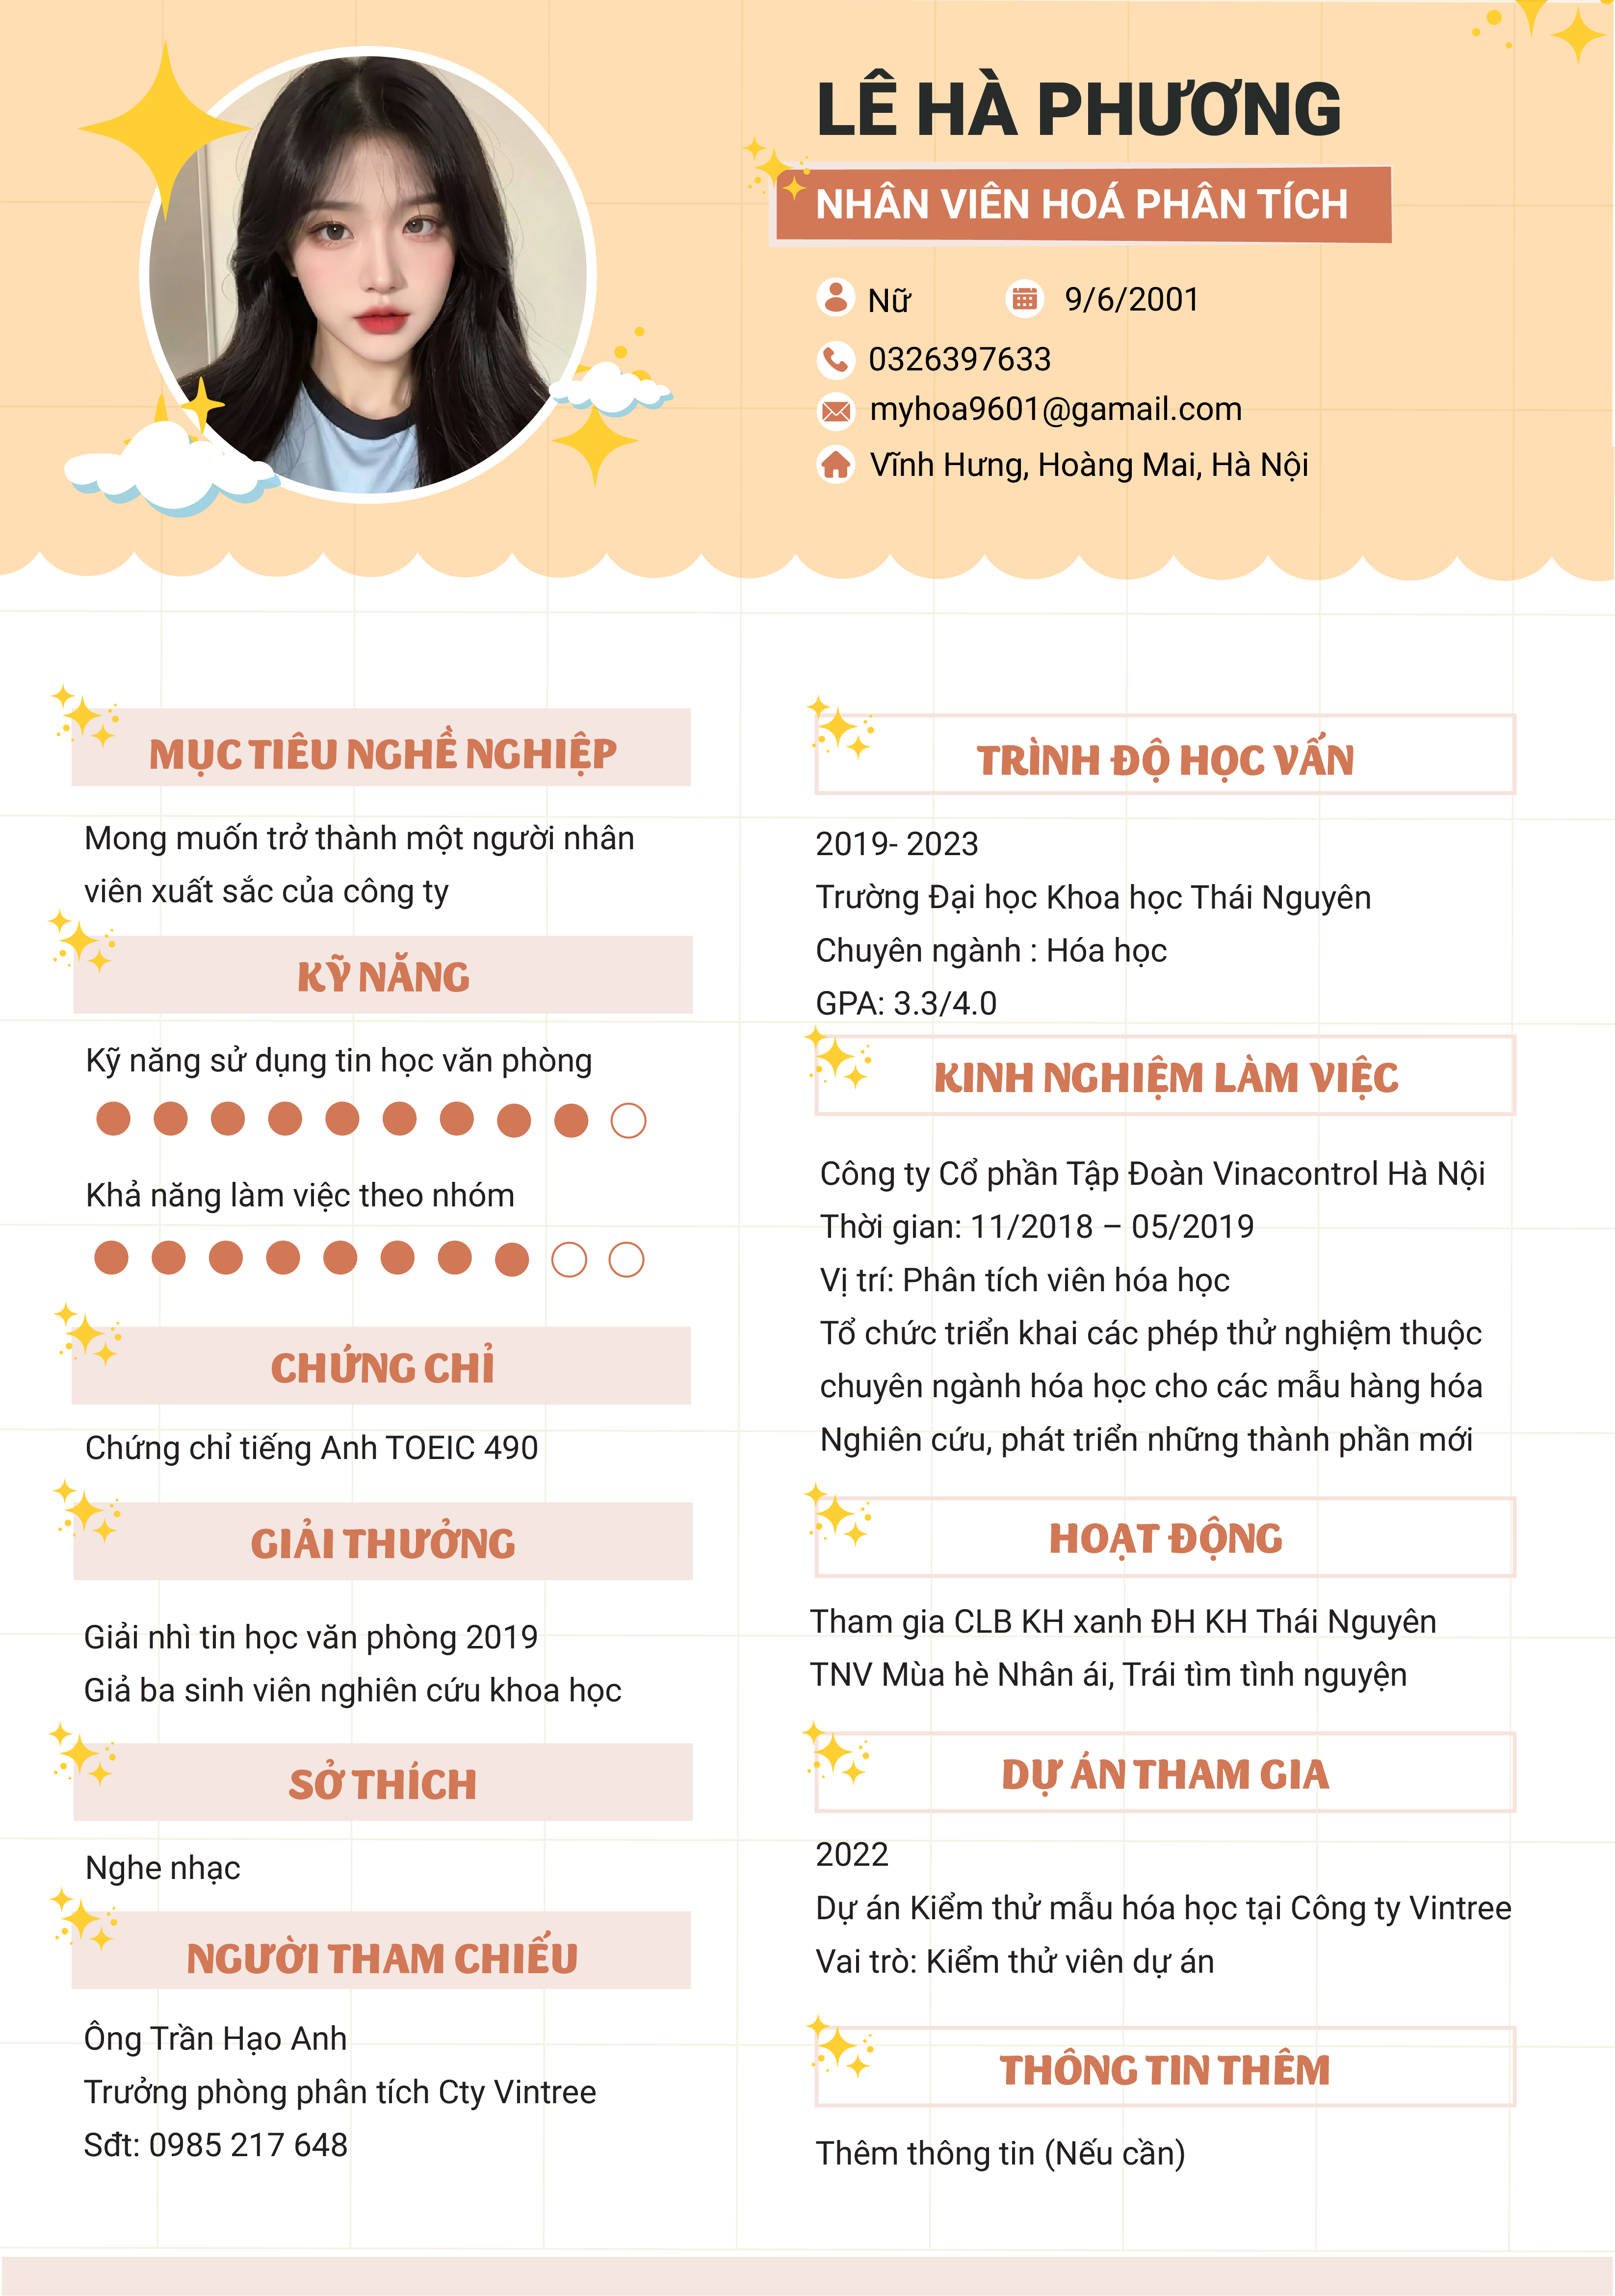 LÊ HÀ PHƯƠNG
NHÂN VIÊN HOÁ PHÂN TÍCH
Nữ
9/6/2001
0326397633
myhoa9601@gamail.com
Vĩnh Hưng, Hoàng Mai, Hà Nội
MỤC TIÊU NGHỀ NGHIỆP
Mong muốn trở thành một người nhân
viên xuất sắc của công ty
KỸ NĂNG
Kỹ năng sử dụng tin học văn phòng
Khả năng làm việc theo nhóm
CHỨNG CHỈ
Chứng chỉ tiếng Anh TOEIC 490
GIẢI THƯỞNG
Giải nhì tin học văn phòng 2019
Giả ba sinh viên nghiên cứu khoa học
SỞ THÍCH
Nghe nhạc
NGƯỜI THAM CHIẾU
Ông Trần Hạo Anh
Trưởng phòng phân tích Cty Vintree
Sđt: 0985 217 648
TRÌNH ĐỘ HỌC VẤN
2019- 2023
Trường Đại học Khoa học Thái Nguyên
Chuyên ngành : Hóa học
GPA: 3.3/4.0
KINH NGHIỆM LÀM VIỆC
Công ty Cổ phần Tập Đoàn Vinacontrol Hà Nội
Thời gian: 11/2018 – 05/2019
Vị trí: Phân tích viên hóa học
Tổ chức triển khai các phép thử nghiệm thuộc
chuyên ngành hóa học cho các mẫu hàng hóa
Nghiên cứu, phát triển những thành phần mới
HOẠT ĐỘNG
Tham gia CLB KH xanh ĐH KH Thái Nguyên
TNV Mùa hè Nhân ái, Trái tìm tình nguyện
DỰ ÁN THAM GIA
2022
Dự án Kiểm thử mẫu hóa học tại Công ty Vintree
Vai trò: Kiểm thử viên dự án
THÔNG TIN THÊM
Thêm thông tin (Nếu cần)